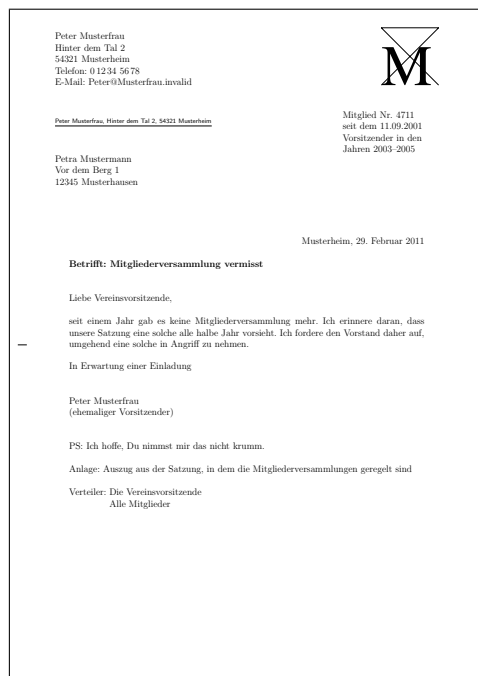 Peter Musterfrau
Hinter dem Tal 2
54321 Musterheim
Telefon: 0 12 34 56 78
E-Mail: Peter@Musterfrau.invalid
M
Peter Musterfrau, Hinter dem Tal 2, 54321 Musterheim
Mitglied Nr. 4711
seit dem 11.09.2001
Vorsitzender in den
Jahren 2003–2005
Petra Mustermann
Vor dem Berg 1
12345 Musterhausen
Musterheim, 29. Februar 2011
Betrifft: Mitgliederversammlung vermisst
Liebe Vereinsvorsitzende,
seit einem Jahr gab es keine Mitgliederversammlung mehr. Ich erinnere daran, dass
unsere Satzung eine solche alle halbe Jahr vorsieht. Ich fordere den Vorstand daher auf,
umgehend eine solche in Angriff zu nehmen.
In Erwartung einer Einladung
Peter Musterfrau
(ehemaliger Vorsitzender)
PS: Ich hoffe, Du nimmst mir das nicht krumm.
Anlage: Auszug aus der Satzung, in dem die Mitgliederversammlungen geregelt sind
Verteiler: Die Vereinsvorsitzende
Alle Mitglieder